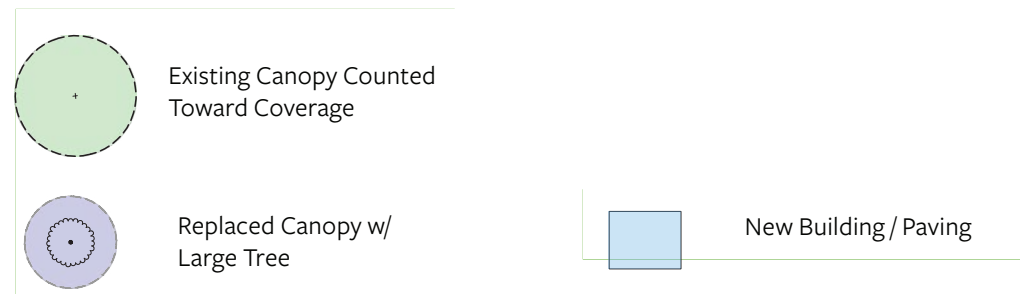 Existing Canopy Counted
Toward Coverage
Replaced Canopy w/
Large Tree
New Building / Paving